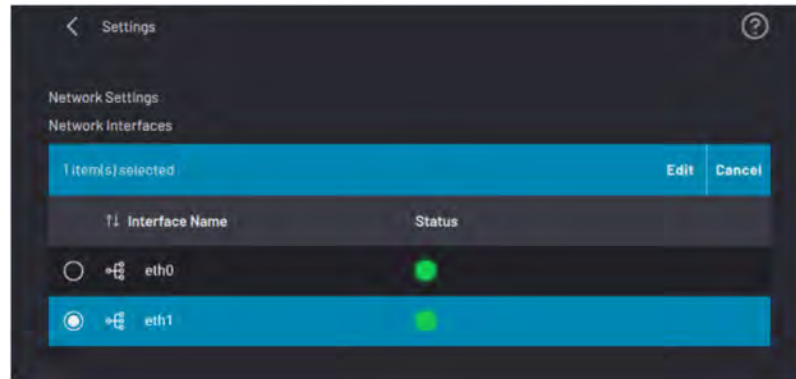 Settings
Network Settings
Network Interfaces
1 item(s) selected Edit Cancel
Interface Name Status
eth0
eth1